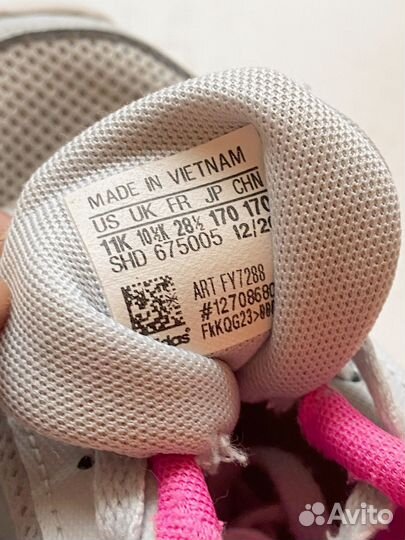 MADE IN VIETNAM
US UK FR JP CHN
11K 10½K 28½ 170 170
SHD 675005 12/20
ART FY7288
#12708680
FkKQG23>
adidas
Avito